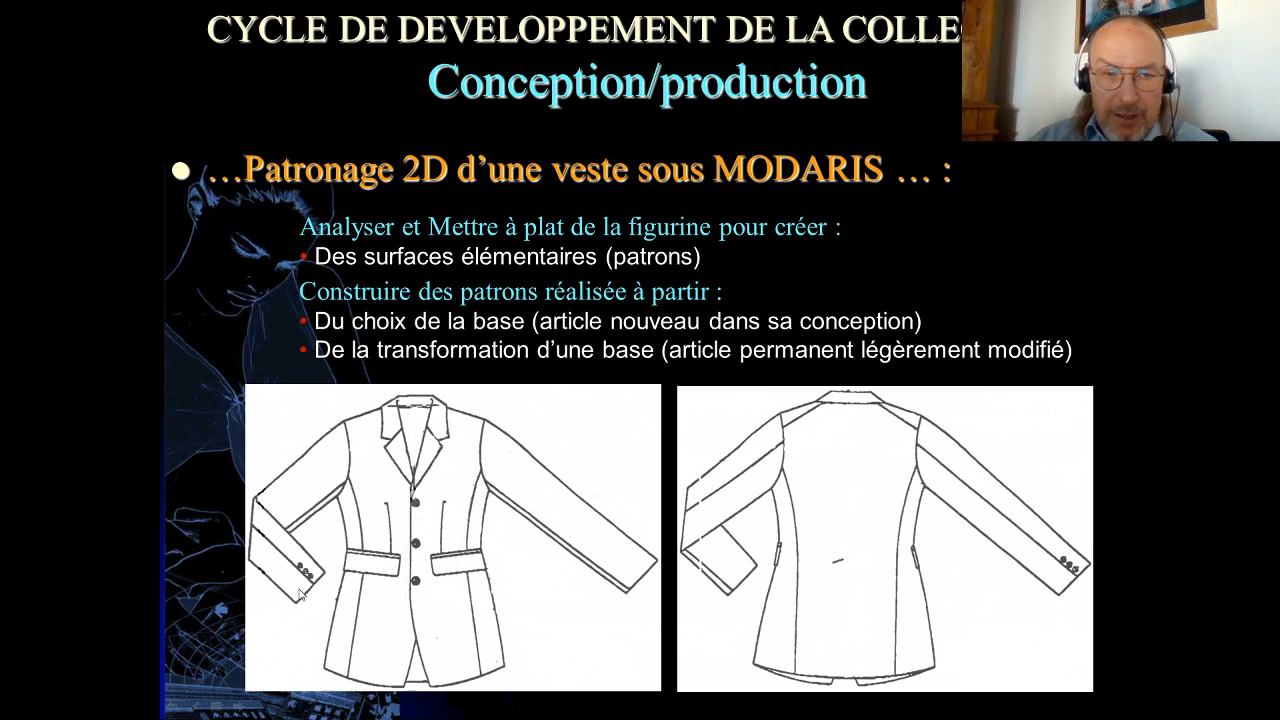 CYCLE DE DEVELOPPEMENT DE LA COLLE
Conception/production
…Patronage 2D d’une veste sous MODARIS … :
Analyser et Mettre à plat de la figurine pour créer :
• Des surfaces élémentaires (patrons)
Construire des patrons réalisée à partir :
• Du choix de la base (article nouveau dans sa conception)
• De la transformation d’une base (article permanent légèrement modifié)